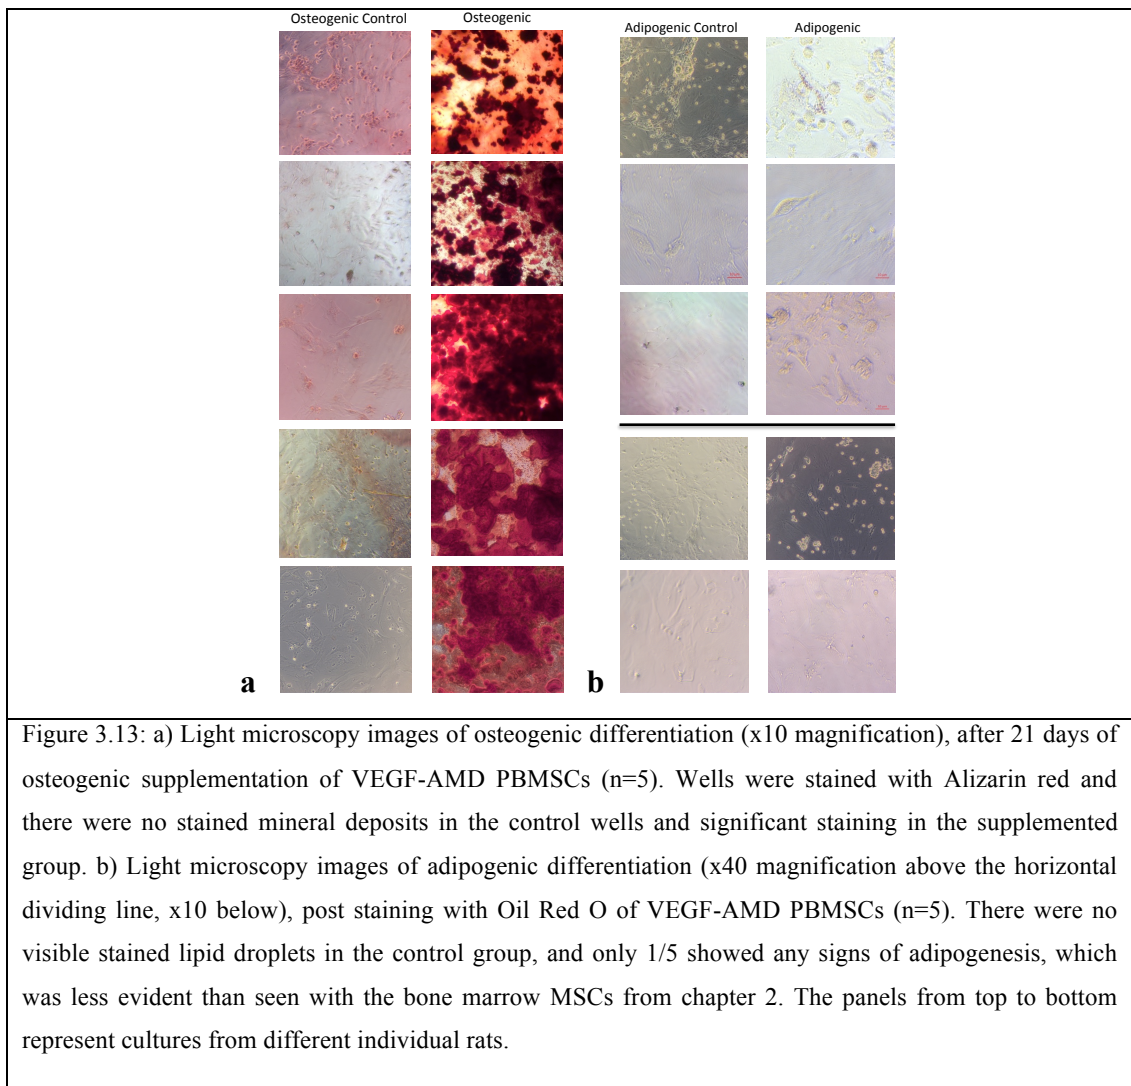 Osteogenic Control
Osteogenic
Adipogenic Control
Adipogenic
a
b
Figure 3.13: a) Light microscopy images of osteogenic differentiation (x10 magnification), after 21 days of
osteogenic supplementation of VEGF-AMD PBMSCs (n=5). Wells were stained with Alizarin red and
there were no stained mineral deposits in the control wells and significant staining in the supplemented
group. b) Light microscopy images of adipogenic differentiation (x40 magnification above the horizontal
dividing line, x10 below), post staining with Oil Red O of VEGF-AMD PBMSCs (n=5). There were no
visible stained lipid droplets in the control group, and only 1/5 showed any signs of adipogenesis, which
was less evident than seen with the bone marrow MSCs from chapter 2. The panels from top to bottom
represent cultures from different individual rats.